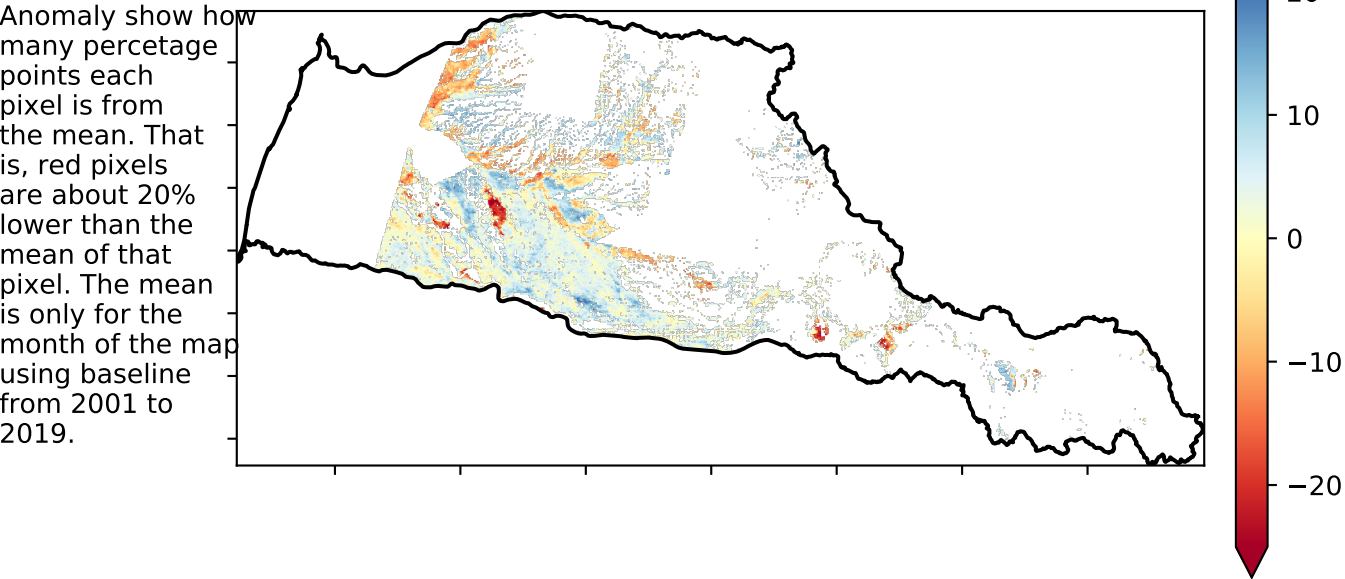 Anomaly show how
many percetage
points each
pixel is from
the mean. That
is, red pixels
are about 20%
lower than the
mean of that
pixel. The mean
is only for the
month of the map
using baseline
from 2001 to
2019.
10
0
−10
−20